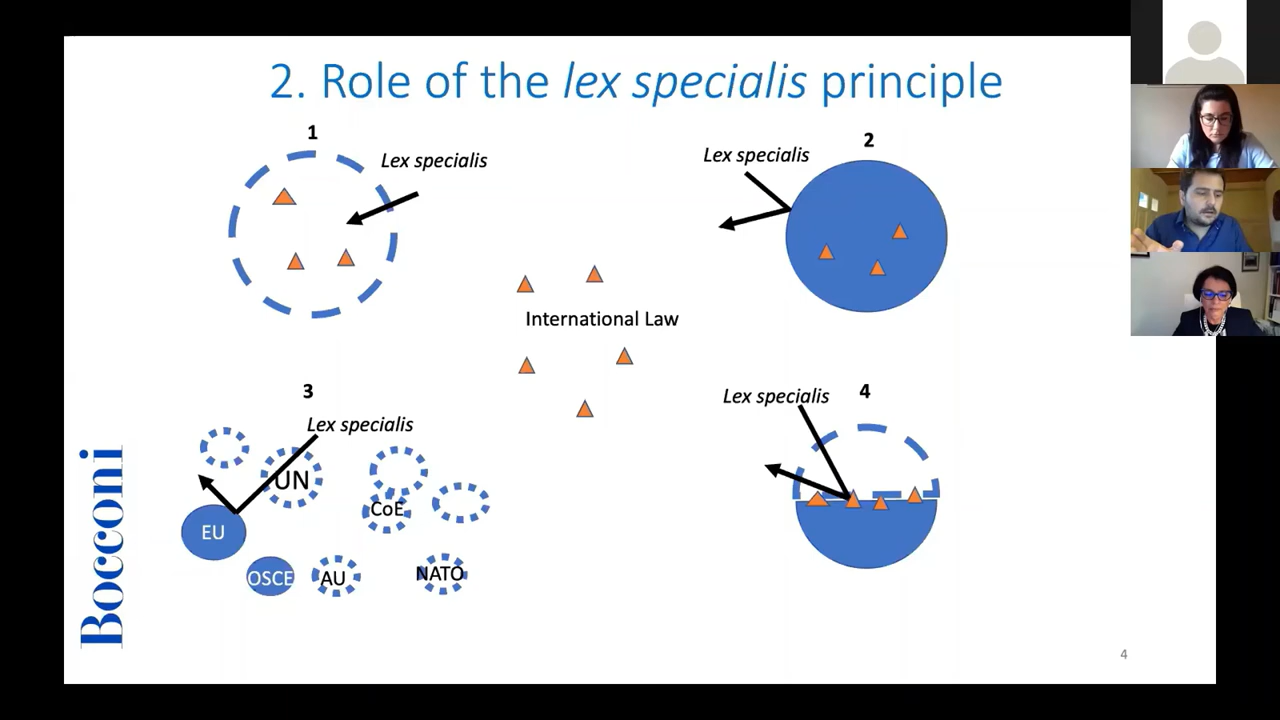 2. Role of the lex specialis principle
1
Lex specialis
2
Lex specialis
International Law
3
Lex specialis
UN
CoE
EU
OSCE
AU
NATO
4
Lex specialis
Bocconi
4